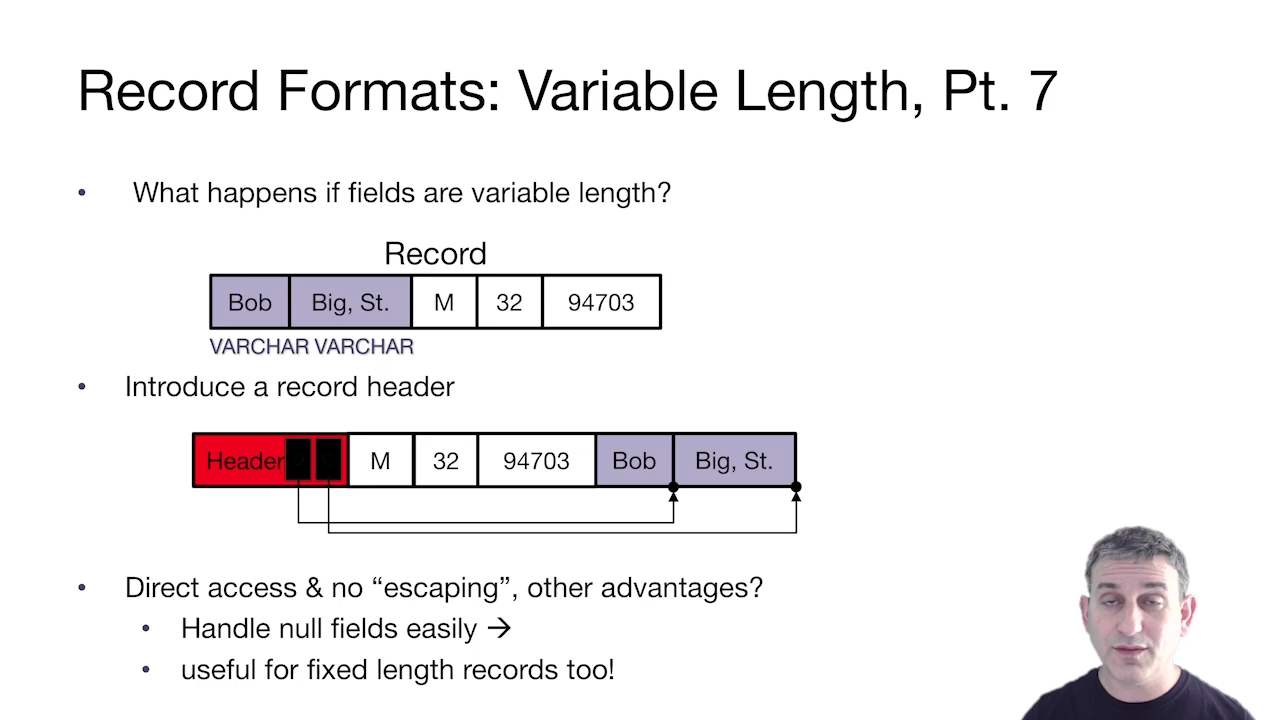 Record Formats: Variable Length, Pt. 7
• What happens if fields are variable length?
Record
Bob Big, St. M 32 94703
VARCHAR VARCHAR
• Introduce a record header
Header M 32 94703 Bob Big, St.
• Direct access & no “escaping”, other advantages?
• Handle null fields easily →
• useful for fixed length records too!